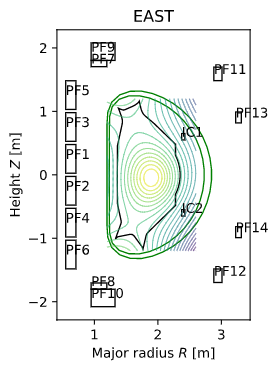 EAST
PF9
PF7
PF11
PF5
PF13
PF3
IC1
PF1
PF2
IC2
PF4
PF14
PF6
PF12
PF8
PF10
2
1
0
−1
−2
Height Z [m]
1
2
3
Major radius R [m]